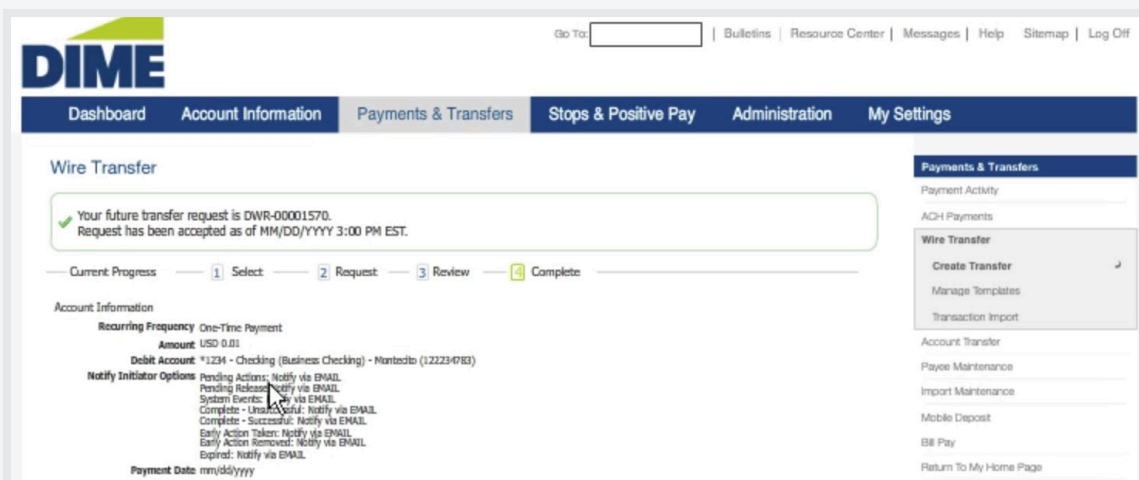 DIME
Go To: | Bulletins | Resource Center | Messages | Help Sitemap | Log Off
Dashboard Account Information Payments & Transfers Stops & Positive Pay Administration My Settings
Wire Transfer
Your future transfer request is DWR-00001570.
Request has been accepted as of MM/DD/YYYY 3:00 PM EST.
Current Progress 1 Select 2 Request 3 Review 4 Complete
Account Information
Recurring Frequency One-Time Payment
Amount USD 0.01
Debit Account *1234 - Checking (Business Checking) - Montecito (122234783)
Notify Initiator Options Pending Actions: Notify via EMAIL
Pending Release Notify via EMAIL
System Events: via EMAIL
Complete - Unsuccessful: Notify via EMAIL
Complete - Successful: Notify via EMAIL
Early Action Taken: Notify via EMAIL
Early Action Removed: Notify via EMAIL
Expired: Notify via EMAIL
Payment Date mm/dd/yyyy
Payments & Transfers
Payment Activity
ACH Payments
Wire Transfer
Create Transfer
Manage Templates
Transaction Import
Account Transfer
Payee Maintenance
Import Maintenance
Mobile Deposit
Bill Pay
Return To My Home Page